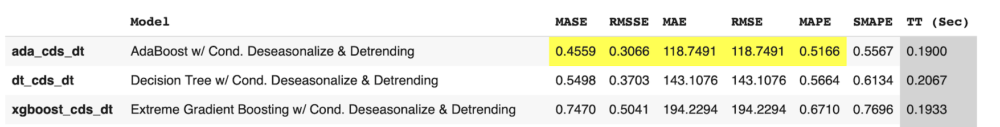 Model MASE RMSSE MAE RMSE MAPE SMAPE TT (Sec)
ada_cds_dt AdaBoost w/ Cond. Deseasonalize & Detrending 0.4559 0.3066 118.7491 118.7491 0.5166 0.5567 0.1900
dt_cds_dt Decision Tree w/ Cond. Deseasonalize & Detrending 0.5498 0.3703 143.1076 143.1076 0.5664 0.6134 0.2067
xgboost_cds_dt Extreme Gradient Boosting w/ Cond. Deseasonalize & Detrending 0.7470 0.5041 194.2294 194.2294 0.6710 0.7696 0.1933